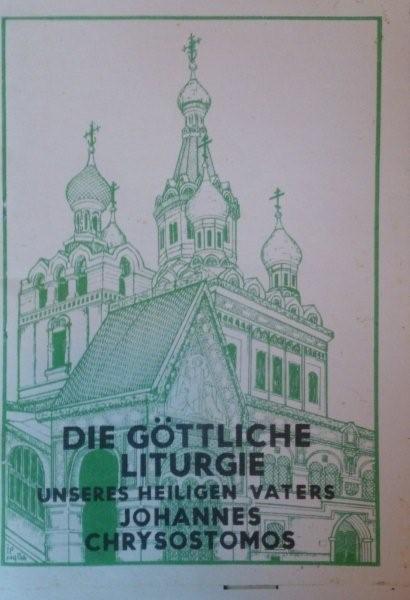 DIE GÖTTLICHE
LITURGIE
UNSERES HEILIGEN VATERS
JOHANNES
CHRYSOSTOMOS